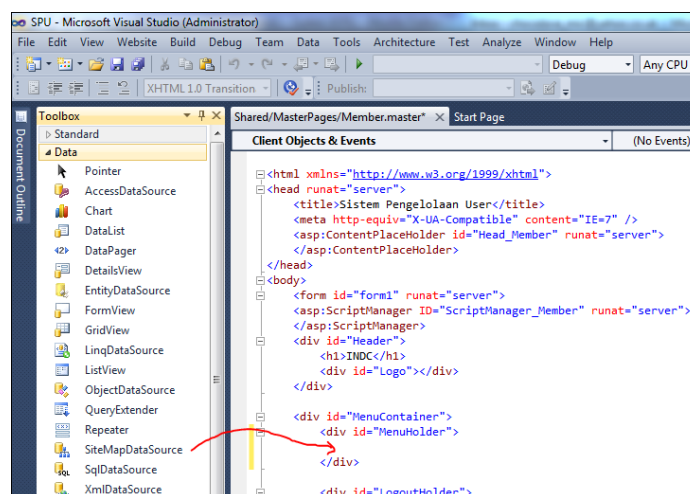 SPU - Microsoft Visual Studio (Administrator)
File Edit View Website Build Debug Team Data Tools Architecture Test Analyze Window Help
Debug Any CPU
XHTML 1.0 Transition Publish:
Toolbox
Shared/MasterPages/Member.master* Start Page
Document Outline
Standard
Data
Pointer
AccessDataSource
Chart
DataList
DataPager
DetailsView
EntityDataSource
FormView
GridView
LinqDataSource
ListView
ObjectDataSource
QueryExtender
Repeater
SiteMapDataSource
SqlDataSource
XmlDataSource
Client Objects & Events (No Events)
<html xmlns="http://www.w3.org/1999/xhtml">
<head runat="server">
<title>Sistem Pengelolaan User</title>
<meta http-equiv="X-UA-Compatible" content="IE=7" />
<asp:ContentPlaceHolder id="Head_Member" runat="server">
</asp:ContentPlaceHolder>
</head>
<body>
<form id="form1" runat="server">
<asp:ScriptManager ID="ScriptManager_Member" runat="server">
</asp:ScriptManager>
<div id="Header">
<h1>INDC</h1>
<div id="Logo"></div>
</div>
<div id="MenuContainer">
<div id="MenuHolder">
</div>
<div id="LogoutHolder">